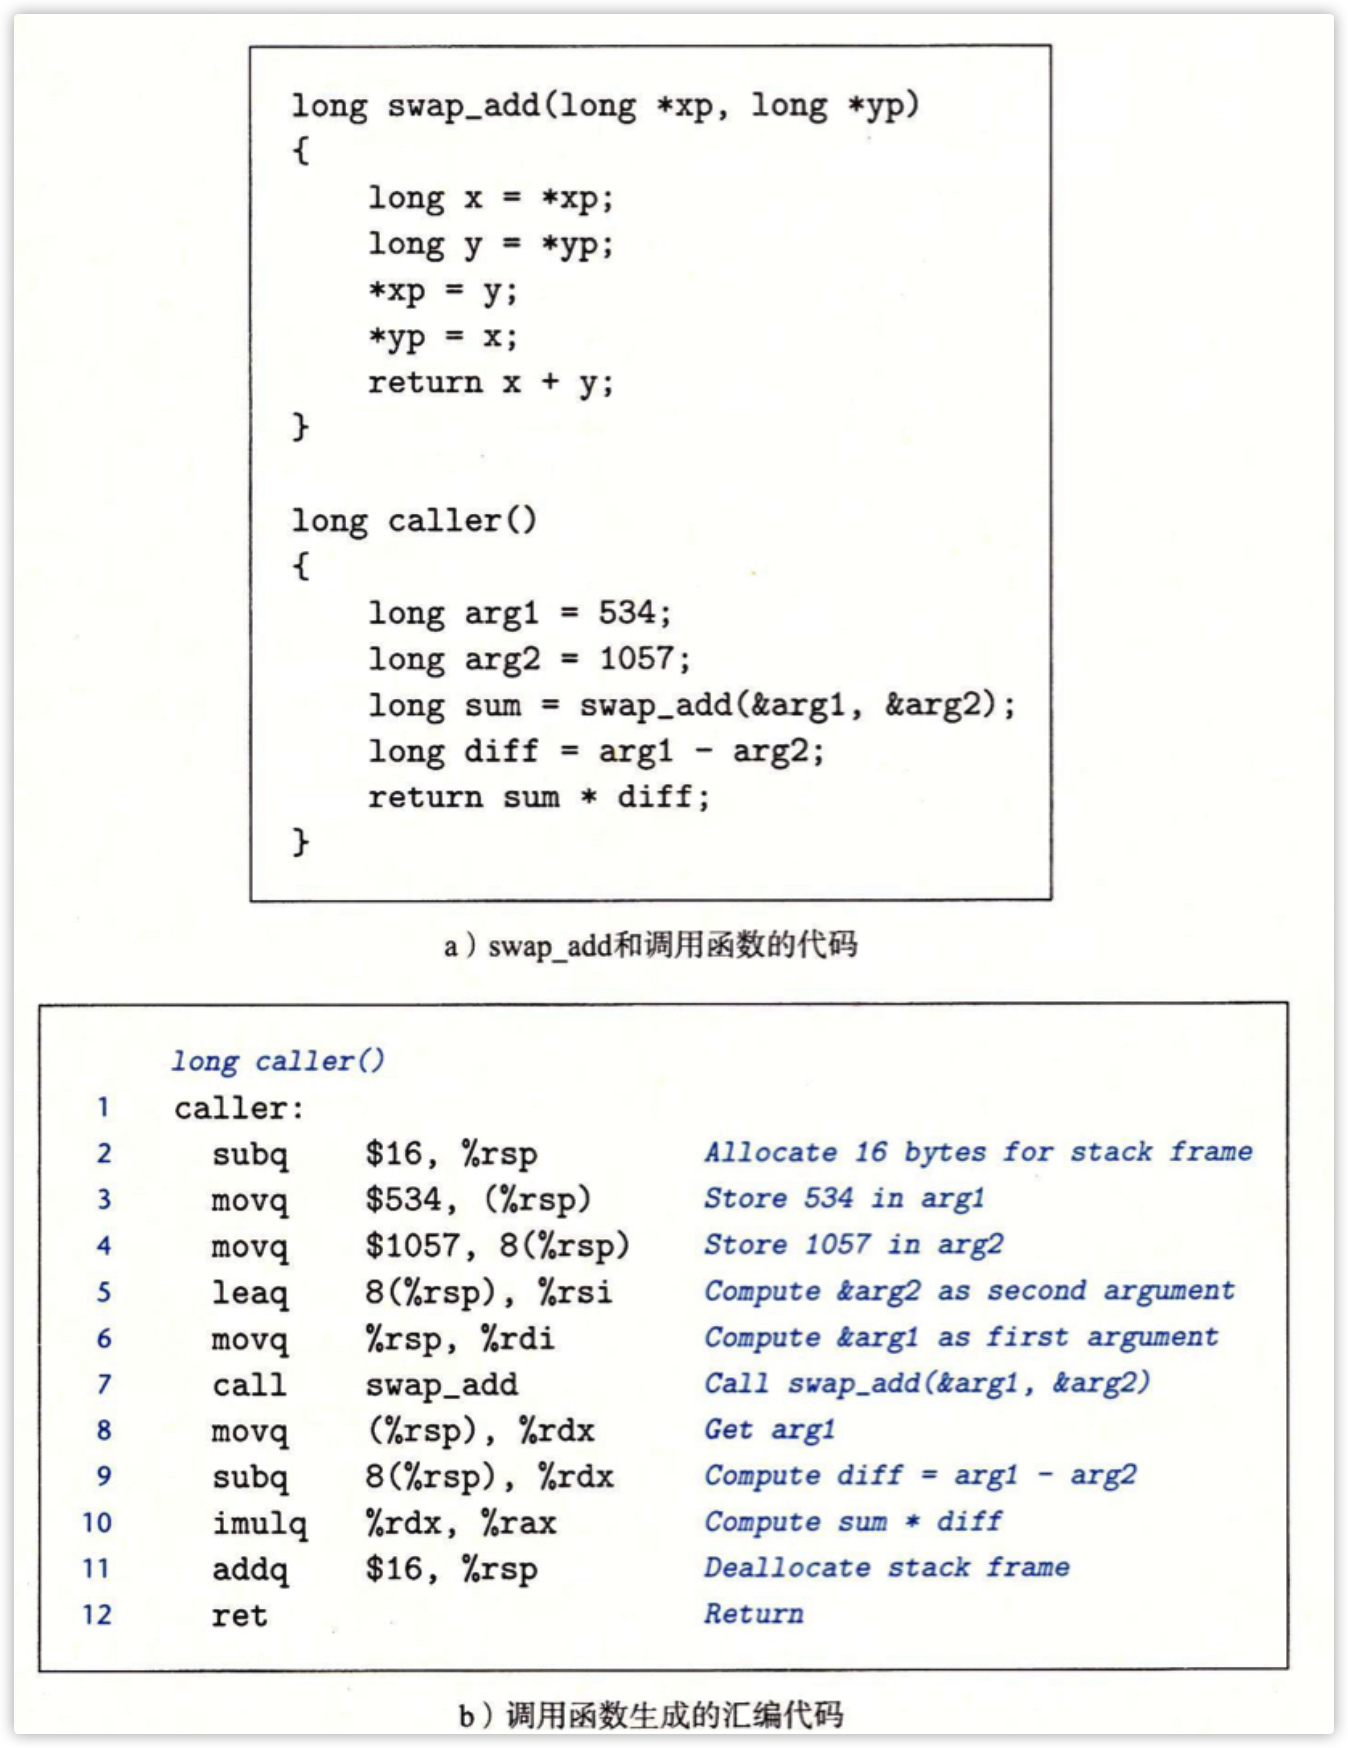 long swap_add(long *xp, long *yp)
{
    long x = *xp;
    long y = *yp;
    *xp = y;
    *yp = x;
    return x + y;
}
long caller()
{
    long arg1 = 534;
    long arg2 = 1057;
    long sum = swap_add(&arg1, &arg2);
    long diff = arg1 - arg2;
    return sum * diff;
}
a）swap_add和调用函数的代码
long caller()
1 caller:
2 subq $16, %rsp Allocate 16 bytes for stack frame
3 movq $534, (%rsp) Store 534 in arg1
4 movq $1057, 8(%rsp) Store 1057 in arg2
5 leaq 8(%rsp), %rsi Compute &arg2 as second argument
6 movq %rsp, %rdi Compute &arg1 as first argument
7 call swap_add Call swap_add(&arg1, &arg2)
8 movq (%rsp), %rdx Get arg1
9 subq 8(%rsp), %rdx Compute diff = arg1 - arg2
10 imulq %rdx, %rax Compute sum * diff
11 addq $16, %rsp Deallocate stack frame
12 ret Return
b）调用函数生成的汇编代码